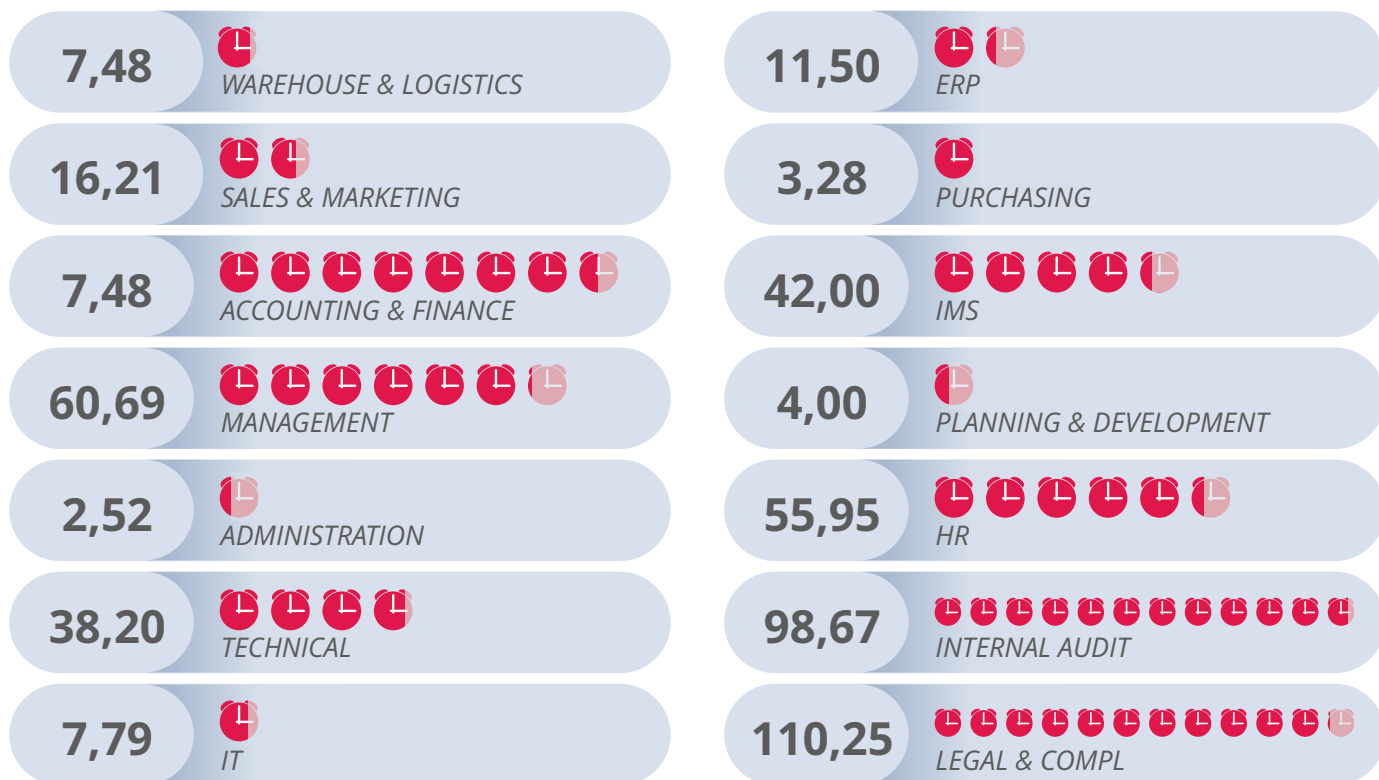 7,48
WAREHOUSE & LOGISTICS
16,21
SALES & MARKETING
7,48
ACCOUNTING & FINANCE
60,69
MANAGEMENT
2,52
ADMINISTRATION
38,20
TECHNICAL
7,79
IT
11,50
ERP
3,28
PURCHASING
42,00
IMS
4,00
PLANNING & DEVELOPMENT
55,95
HR
98,67
INTERNAL AUDIT
110,25
LEGAL & COMPL